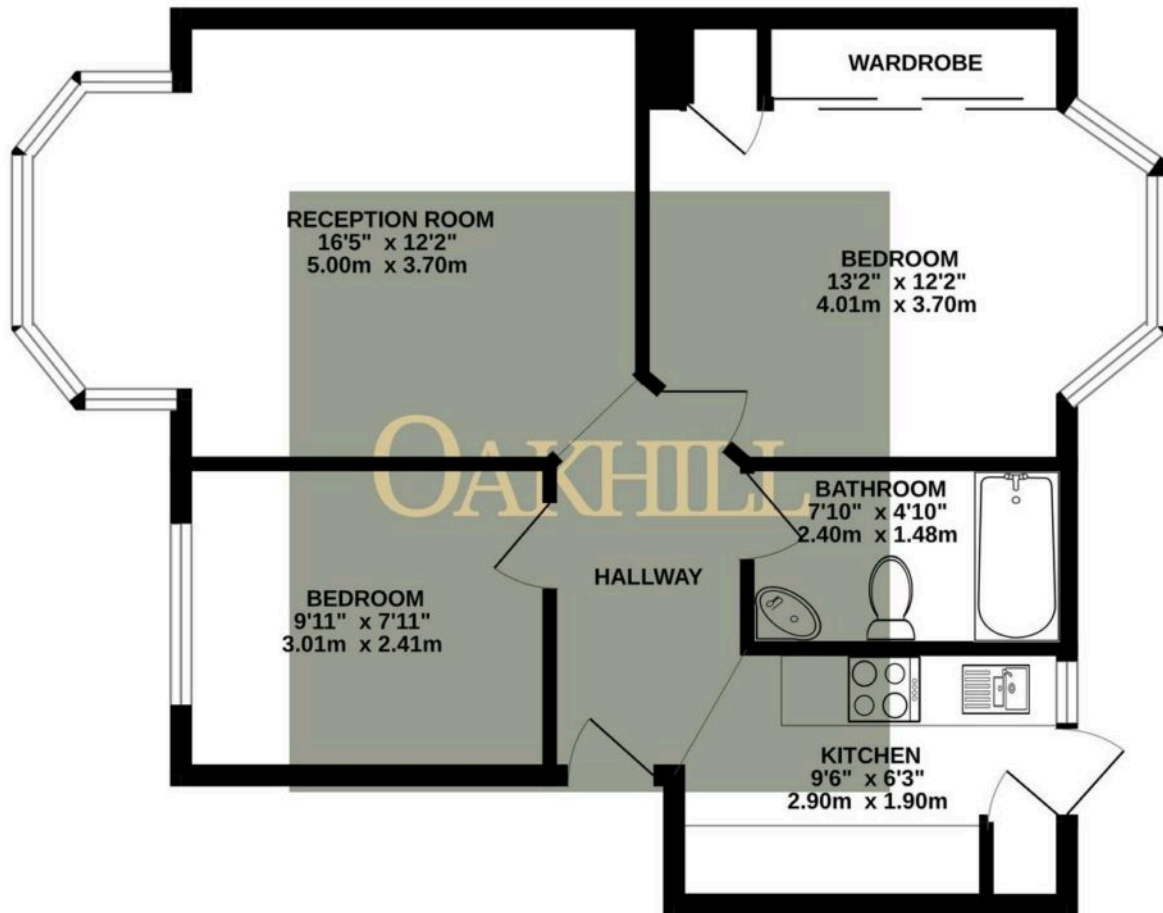 WARDROBE
RECEPTION ROOM
16'5" x 12'2"
5.00m x 3.70m
BEDROOM
13'2" x 12'2"
4.01m x 3.70m
OAKHILL
BATHROOM
7'10" x 4'10"
2.40m x 1.48m
HALLWAY
BEDROOM
9'11" x 7'11"
3.01m x 2.41m
KITCHEN
9'6" x 6'3"
2.90m x 1.90m